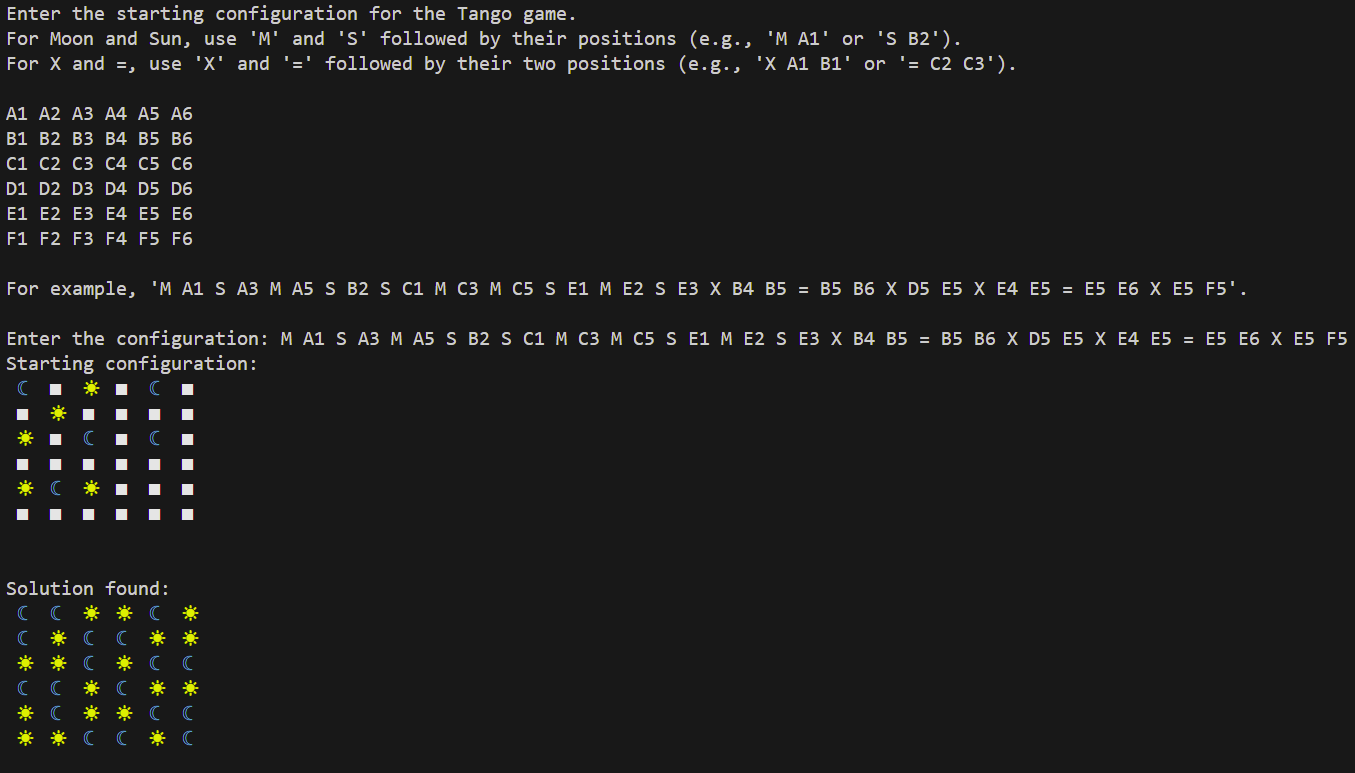 Enter the starting configuration for the Tango game.
For Moon and Sun, use 'M' and 'S' followed by their positions (e.g., 'M A1' or 'S B2').
For X and =, use 'X' and '=' followed by their two positions (e.g., 'X A1 B1' or '= C2 C3').
A1 A2 A3 A4 A5 A6
B1 B2 B3 B4 B5 B6
C1 C2 C3 C4 C5 C6
D1 D2 D3 D4 D5 D6
E1 E2 E3 E4 E5 E6
F1 F2 F3 F4 F5 F6
For example, 'M A1 S A3 M A5 S B2 S C1 M C3 M C5 S E1 M E2 S E3 X B4 B5 = B5 B6 X D5 E5 X E4 E5 = E5 E6 X E5 F5'.
Enter the configuration: M A1 S A3 M A5 S B2 S C1 M C3 M C5 S E1 M E2 S E3 X B4 B5 = B5 B6 X D5 E5 X E4 E5 = E5 E6 X E5 F5
Starting configuration:
☾ ■ ☀ ■ ☾ ■
■ ☀ ■ ■ ■ ■
☀ ■ ☾ ■ ☾ ■
■ ■ ■ ■ ■ ■
☀ ☾ ☀ ■ ■ ■
■ ■ ■ ■ ■ ■
Solution found:
☾ ☾ ☀ ☀ ☾ ☀
☾ ☀ ☾ ☾ ☀ ☀
☀ ☀ ☾ ☀ ☾ ☾
☾ ☾ ☀ ☾ ☀ ☀
☀ ☾ ☀ ☀ ☾ ☾
☀ ☀ ☾ ☾ ☀ ☾